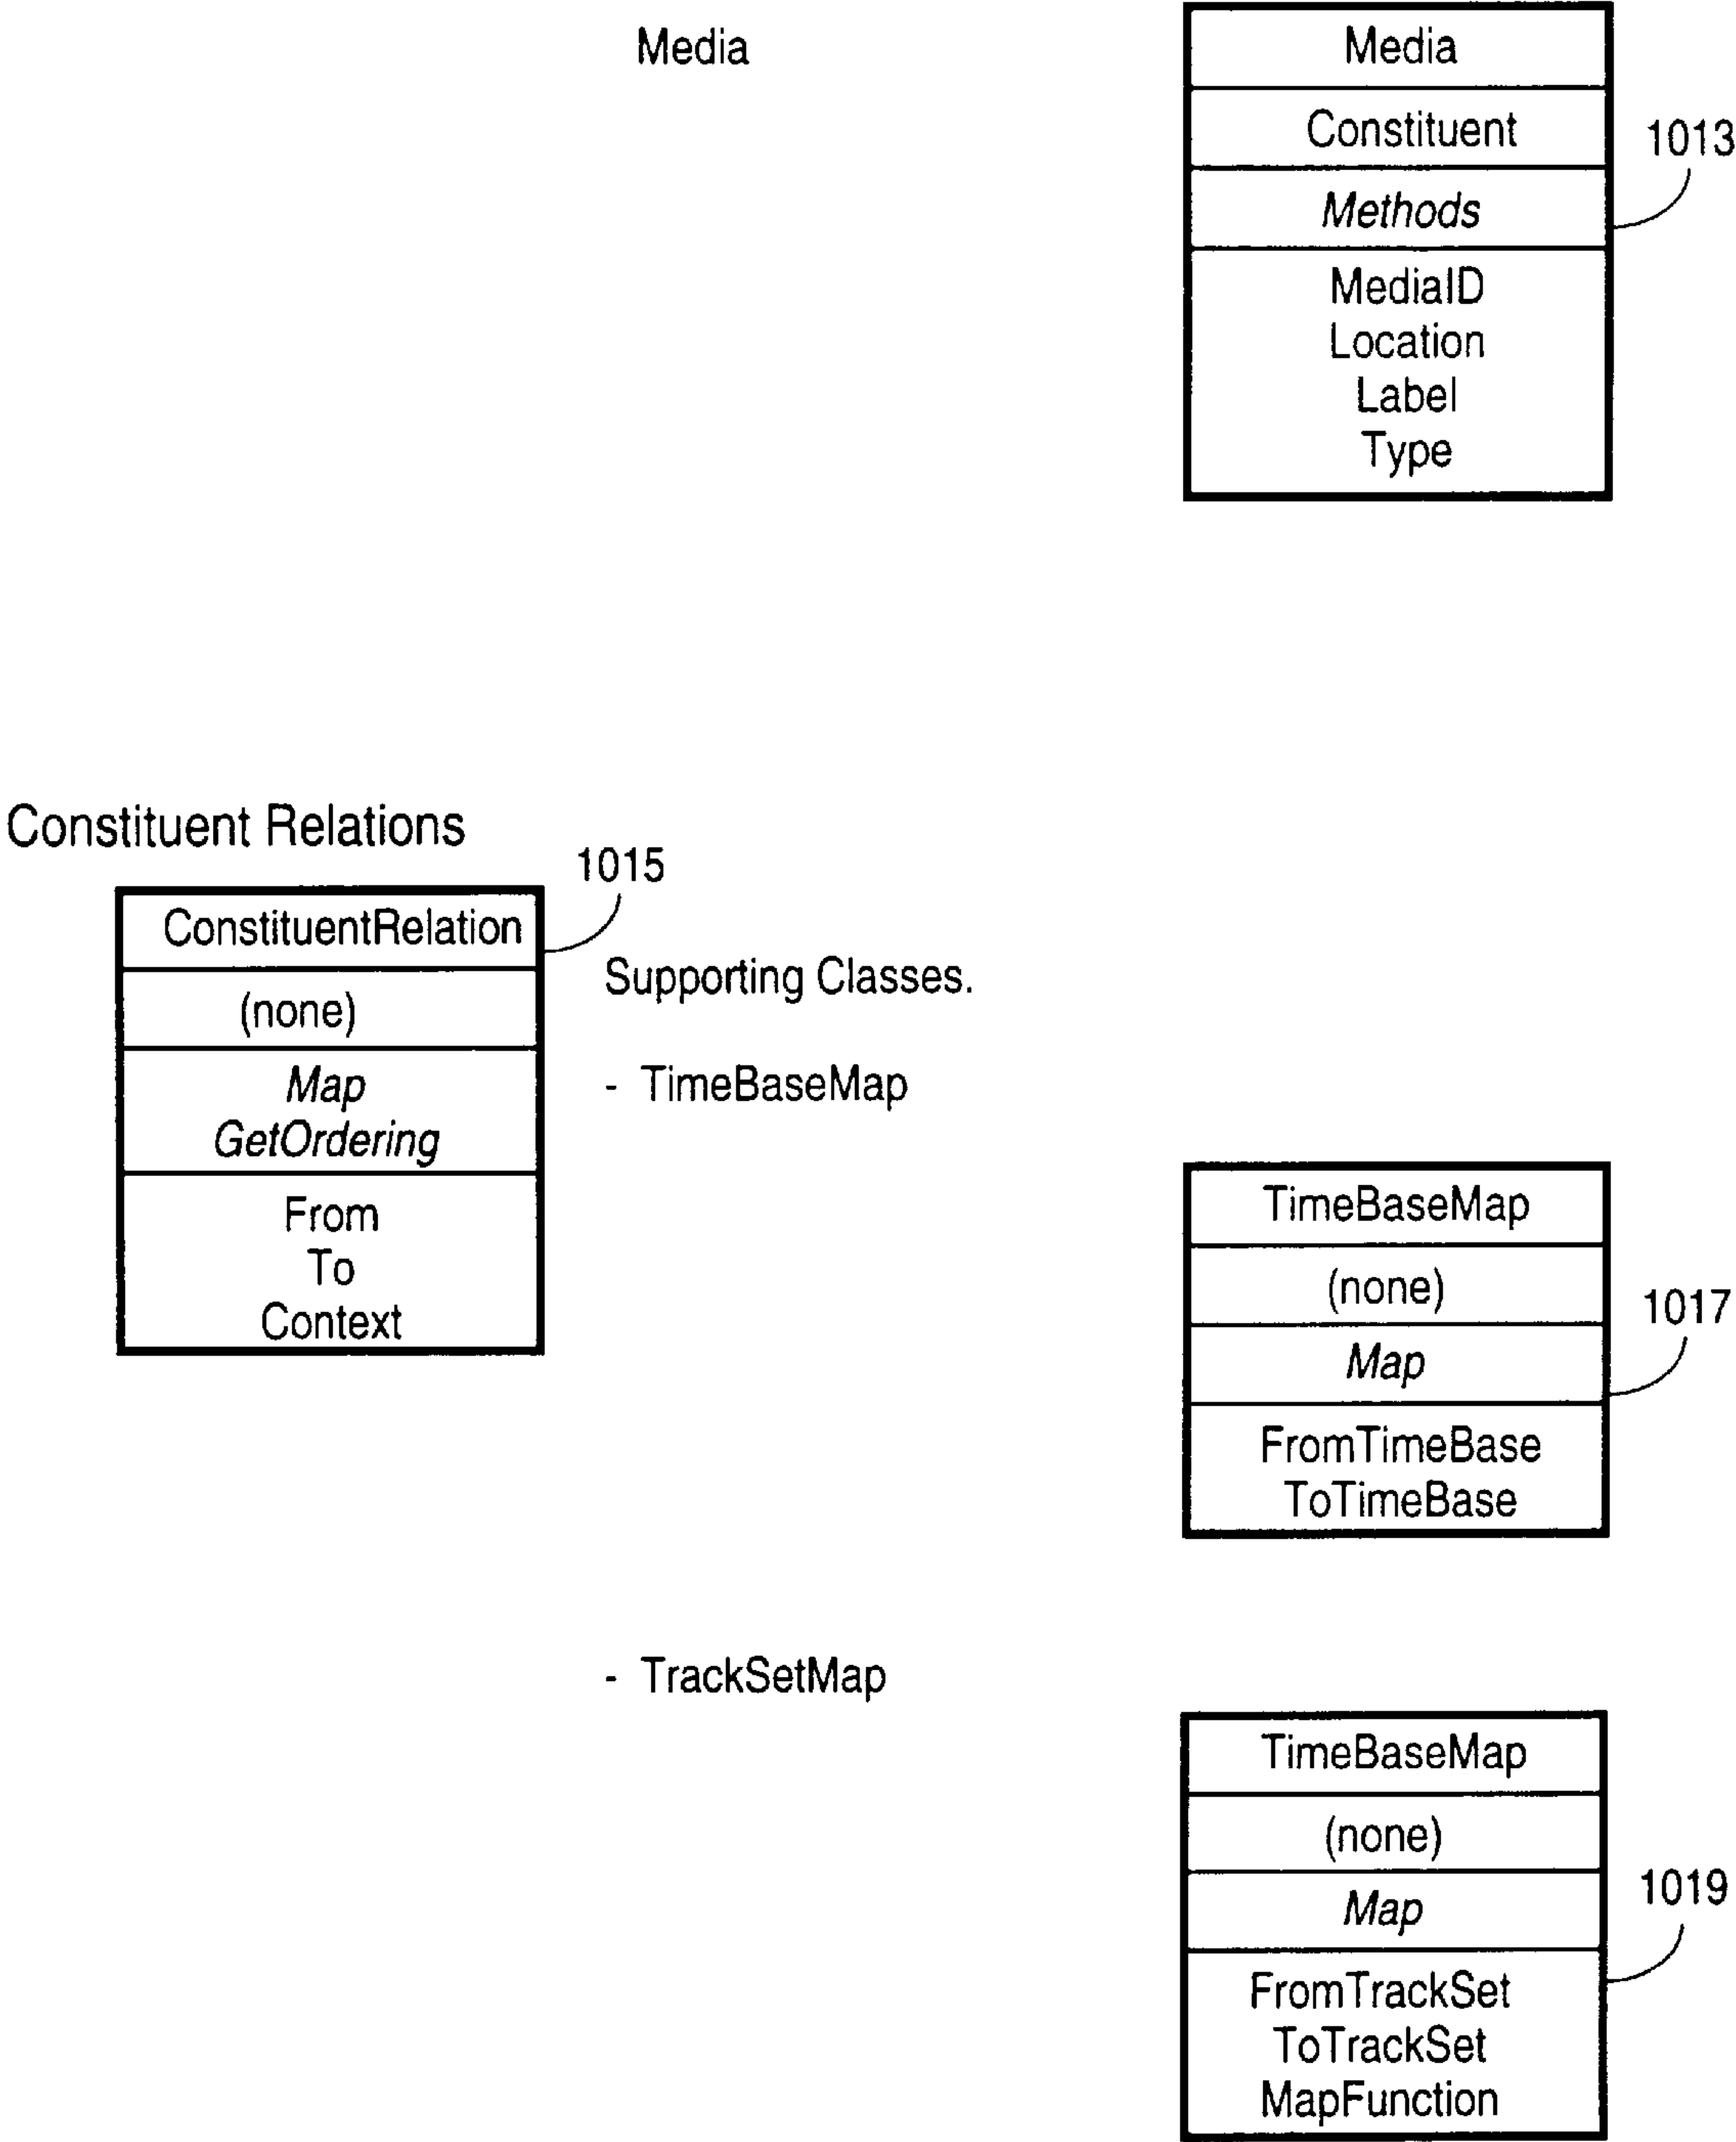 Media
Media
Constituent
1013
Methods
MediaID
Location
Label
Type
Constituent Relations
1015
ConstituentRelation
(none)
Map
GetOrdering
From
To
Context
Supporting Classes.
- TimeBaseMap
TimeBaseMap
(none)
1017
Map
FromTimeBase
ToTimeBase
- TrackSetMap
TimeBaseMap
(none)
1019
Map
FromTrackSet
ToTrackSet
MapFunction